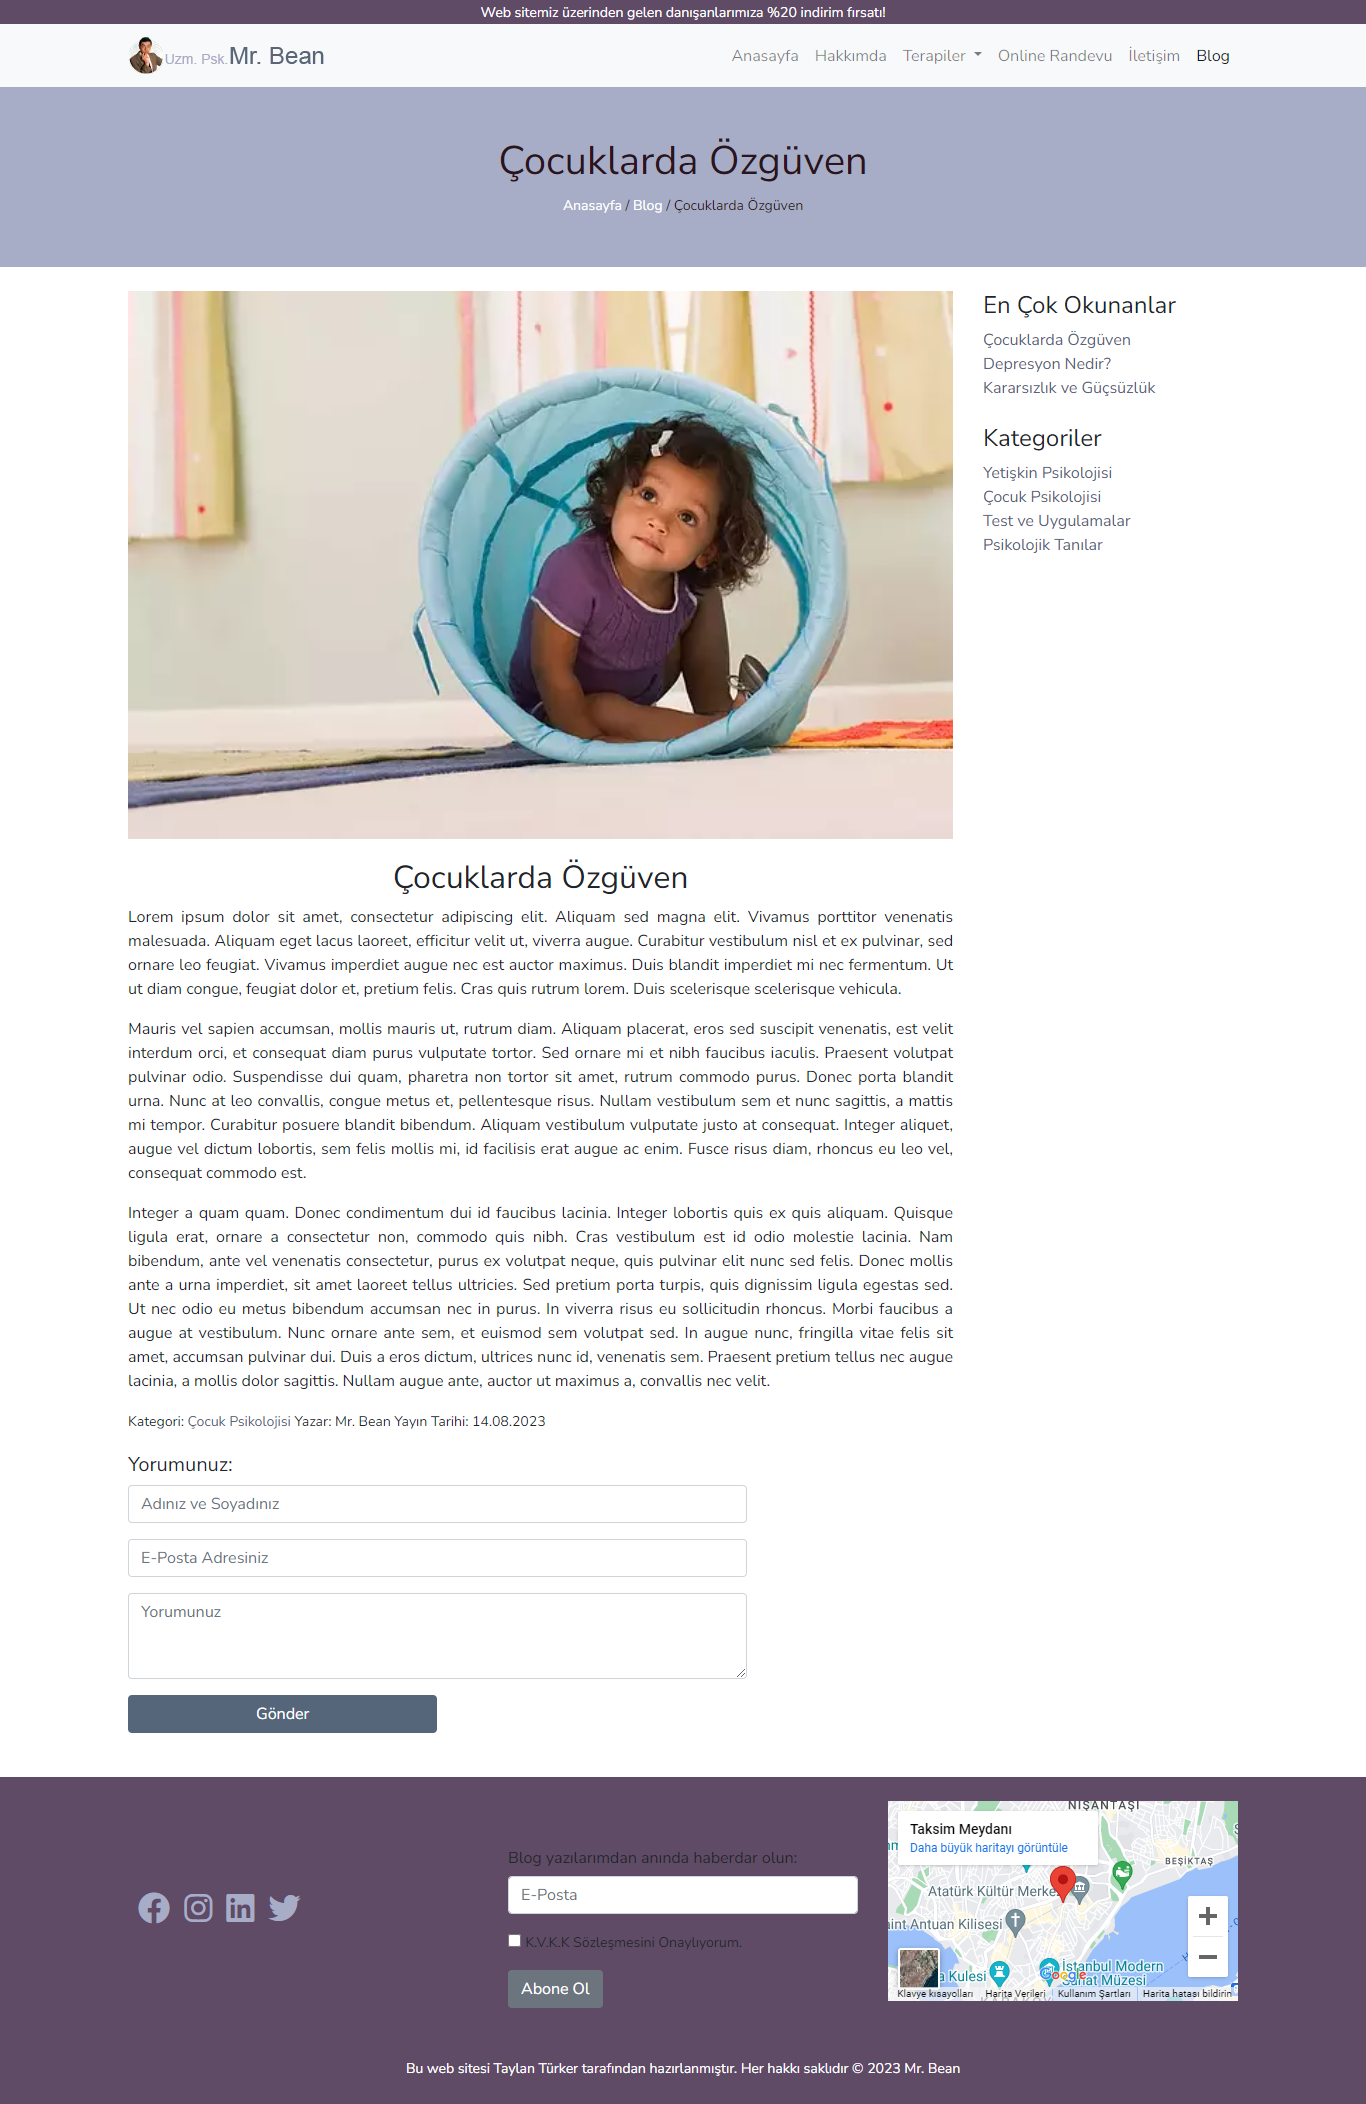 Web sitemiz üzerinden gelen danışanlarımıza %20 indirim fırsatı!
Uzm. Psk.Mr. Bean
Anasayfa Hakkımda Terapiler Online Randevu İletişim Blog
Çocuklarda Özgüven
Anasayfa / Blog / Çocuklarda Özgüven
En Çok Okunanlar
Çocuklarda Özgüven
Depresyon Nedir?
Kararsızlık ve Güçsüzlük
Kategoriler
Yetişkin Psikolojisi
Çocuk Psikolojisi
Test ve Uygulamalar
Psikolojik Tanılar
Çocuklarda Özgüven
Lorem ipsum dolor sit amet, consectetur adipiscing elit. Aliquam sed magna elit. Vivamus porttitor venenatis
malesuada. Aliquam eget lacus laoreet, efficitur velit ut, viverra augue. Curabitur vestibulum nisl et ex pulvinar, sed
ornare leo feugiat. Vivamus imperdiet augue nec est auctor maximus. Duis blandit imperdiet mi nec fermentum. Ut
ut diam congue, feugiat dolor et, pretium felis. Cras quis rutrum lorem. Duis scelerisque scelerisque vehicula.
Mauris vel sapien accumsan, mollis mauris ut, rutrum diam. Aliquam placerat, eros sed suscipit venenatis, est velit
interdum orci, et consequat diam purus vulputate tortor. Sed ornare mi et nibh faucibus iaculis. Praesent volutpat
pulvinar odio. Suspendisse dui quam, pharetra non tortor sit amet, rutrum commodo purus. Donec porta blandit
urna. Nunc at leo convallis, congue metus et, pellentesque risus. Nullam vestibulum sem et nunc sagittis, a mattis
mi tempor. Curabitur posuere blandit bibendum. Aliquam vestibulum vulputate justo at consequat. Integer aliquet,
augue vel dictum lobortis, sem felis mollis mi, id facilisis erat augue ac enim. Fusce risus diam, rhoncus eu leo vel,
consequat commodo est.
Integer a quam quam. Donec condimentum dui id faucibus lacinia. Integer lobortis quis ex quis aliquam. Quisque
ligula erat, ornare a consectetur non, commodo quis nibh. Cras vestibulum est id odio molestie lacinia. Nam
bibendum, ante vel venenatis consectetur, purus ex volutpat neque, quis pulvinar elit nunc sed felis. Donec mollis
ante a urna imperdiet, sit amet laoreet tellus ultricies. Sed pretium porta turpis, quis dignissim ligula egestas sed.
Ut nec odio eu metus bibendum accumsan nec in purus. In viverra risus eu sollicitudin rhoncus. Morbi faucibus a
augue at vestibulum. Nunc ornare ante sem, et euismod sem volutpat sed. In augue nunc, fringilla vitae felis sit
amet, accumsan pulvinar dui. Duis a eros dictum, ultrices nunc id, venenatis sem. Praesent pretium tellus nec augue
lacinia, a mollis dolor sagittis. Nullam augue ante, auctor ut maximus a, convallis nec velit.
Kategori: Çocuk Psikolojisi Yazar: Mr. Bean Yayın Tarihi: 14.08.2023
Yorumunuz:
Adınız ve Soyadınız
E-Posta Adresiniz
Yorumunuz
Gönder
Blog yazılarımdan anında haberdar olun:
E-Posta
K.V.K.K Sözleşmesini Onaylıyorum.
Abone Ol
NİŞANTAŞI
Taksim Meydanı
Daha büyük haritayı görüntüle
BEŞİKTAŞ
Atatürk Kültür Merke
int Antuan Kilisesi
a Kulesi
İstanbul Modern
Sanat Müzesi
Google
Klavye kısayolları Harita Verileri Kullanım Şartları Harita hatası bildirin
Bu web sitesi Taylan Türker tarafından hazırlanmıştır. Her hakkı saklıdır © 2023 Mr. Bean